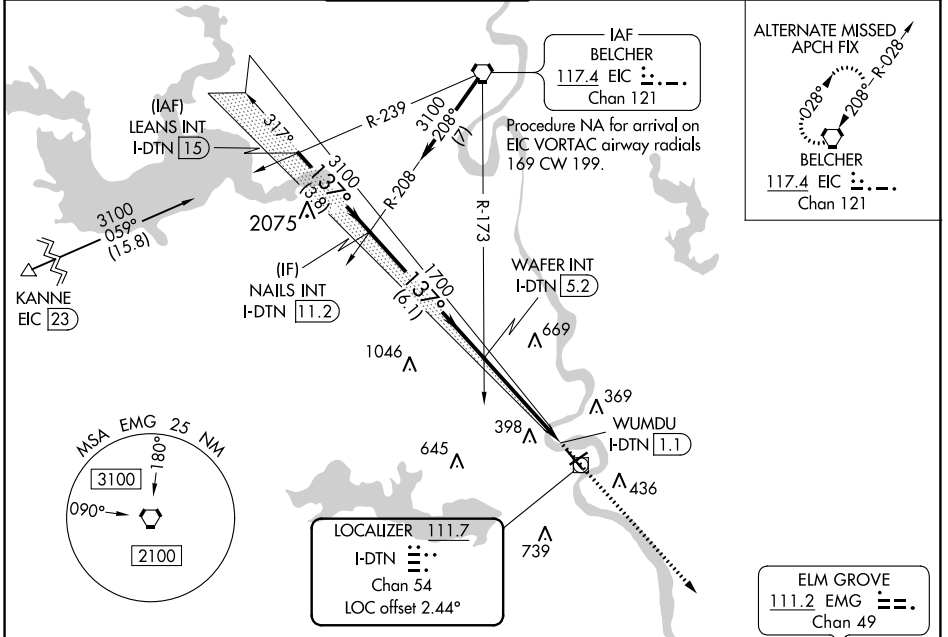 IAF
BELCHER
117.4 EIC
Chan 121
Procedure NA for arrival on
EIC VORTAC airway radials
169 CW 199.
ALTERNATE MISSED
APCH FIX
028°
208°
R-028
BELCHER
117.4 EIC
Chan 121
(IAF)
LEANS INT
I-DTN 15
317°
R-239
3100
208°
(7)
R-208
R-173
3100
137°
(3.8)
2075
3100
059°
(15.8)
KANNE
EIC 23
(IF)
NAILS INT
I-DTN 11.2
1700
137°
(6.1)
WAFER INT
I-DTN 5.2
669
1046
369
398
WUMDU
I-DTN 1.1
645
436
739
MSA EMG 25 NM
180°
3100
090°
2100
LOCALIZER 111.7
I-DTN
Chan 54
LOC offset 2.44°
ELM GROVE
111.2 EMG
Chan 49